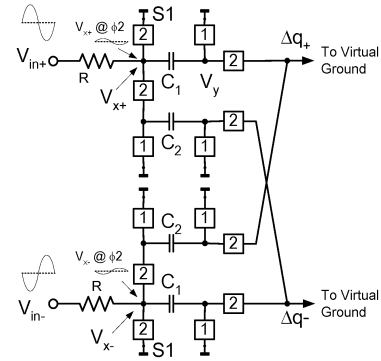 S1
2
1
Vx+ @ ϕ2
Vin+
R
C1
Vy
2
Δq+
To Virtual
Ground
Vx+
2
2
1
C2
1
1
C2
1
2
Vx- @ ϕ2
2
C1
Δq-
To Virtual
Ground
Vin-
R
2
Vx-
2
1
S1